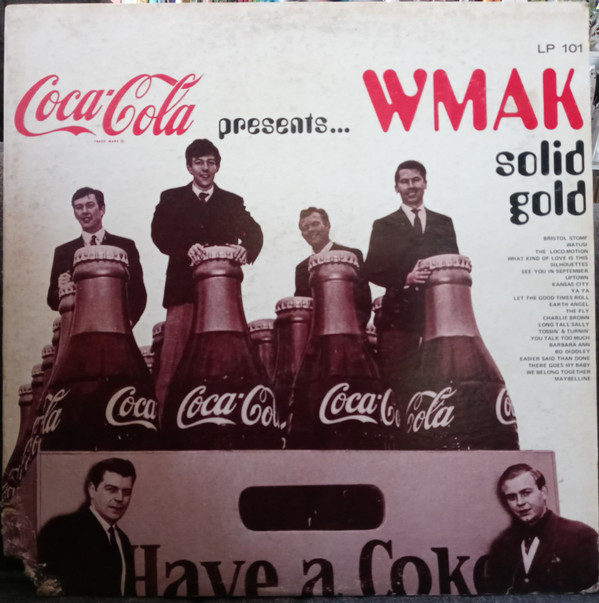 LP 101
Coca-Cola
TRADE MARK ®
presents...
WMAK
solid
gold
BRISTOL STOMP
WATUSI
THE LOCO-MOTION
WHAT KIND OF LOVE IS THIS
SILHOUETTES
SEE YOU IN SEPTEMBER
UPTOWN
KANSAS CITY
YA YA
LET THE GOOD TIMES ROLL
EARTH ANGEL
THE FLY
CHARLIE BROWN
LONG TALL SALLY
TOSSIN' & TURNIN'
YOU TALK TOO MUCH
BARBARA ANN
BO DIDDLEY
EASIER SAID THAN DONE
THERE GOES MY BABY
WE BELONG TOGETHER
MAYBELLINE
Coca
Coca-Cola
Coca-C
Cola
C
Have a Coke